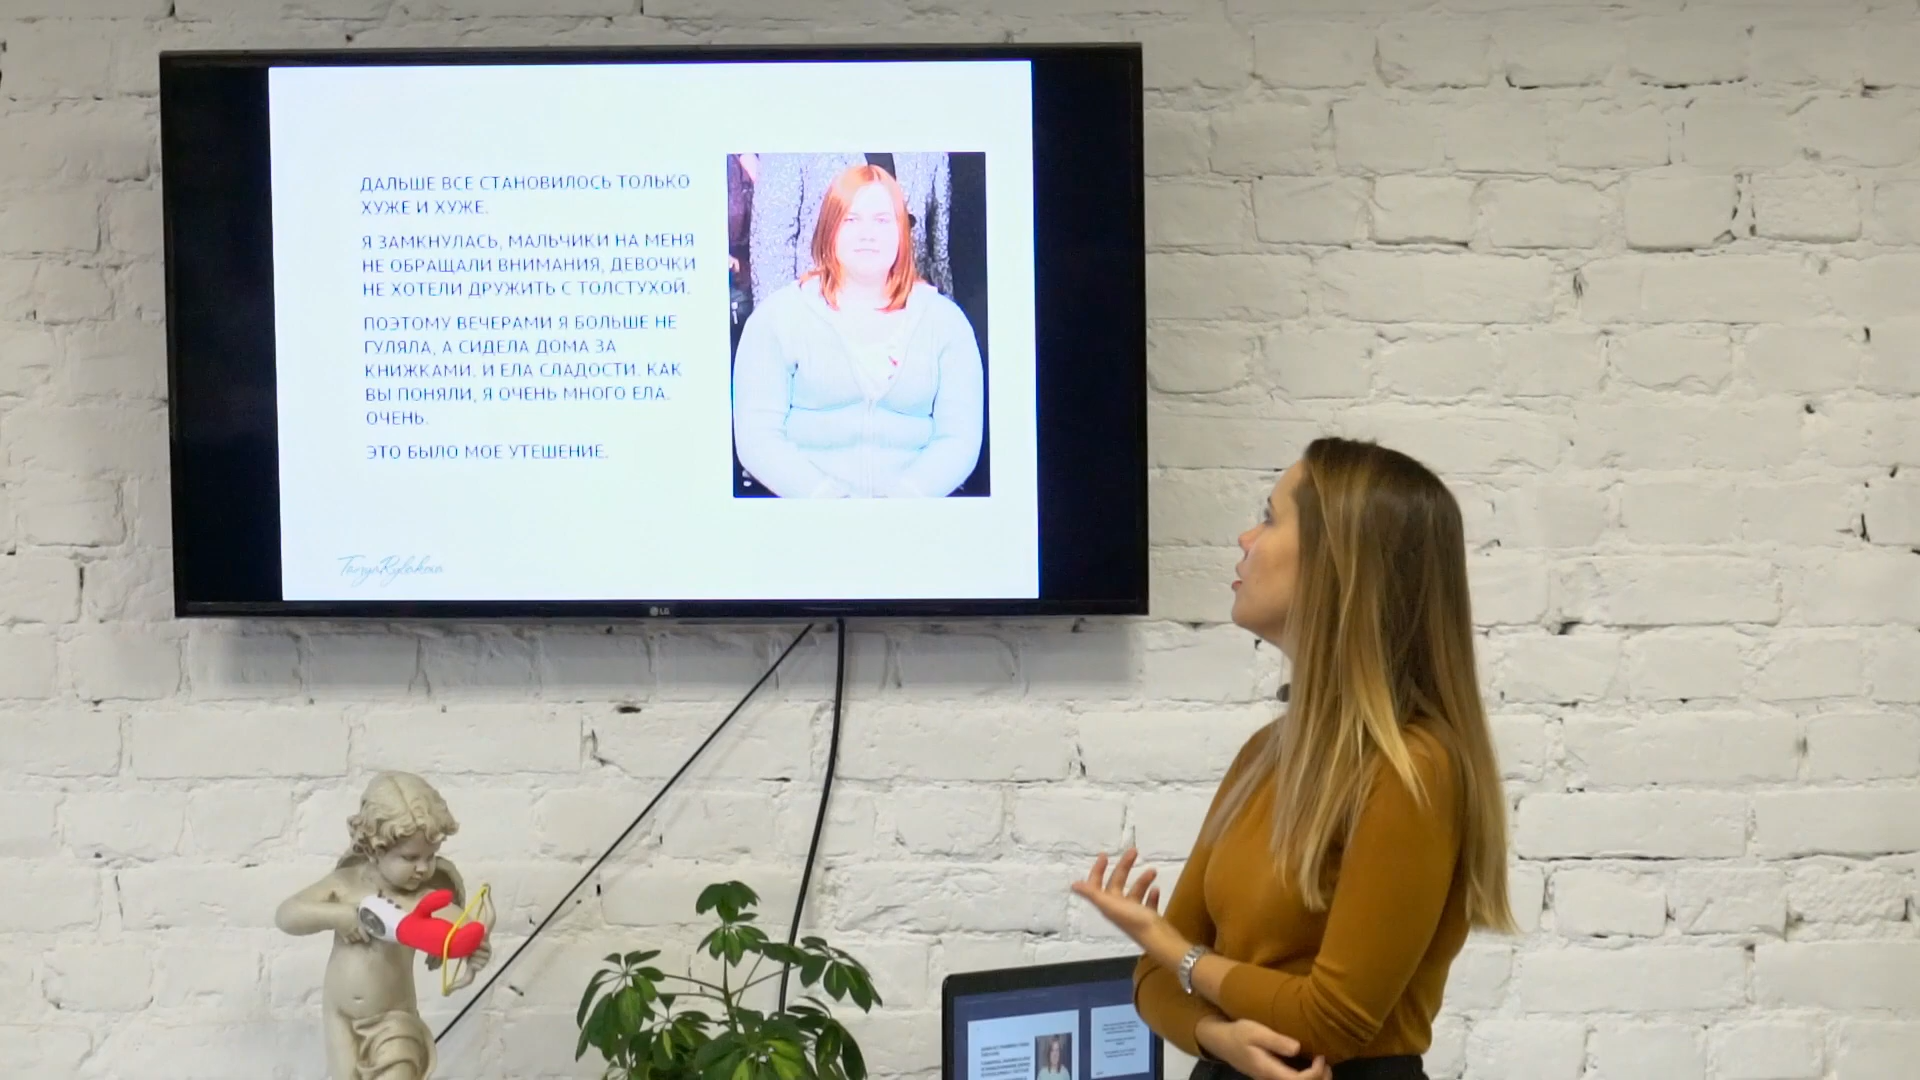 ДАЛЬШЕ ВСЕ СТАНОВИЛОСЬ ТОЛЬКО
ХУЖЕ И ХУЖЕ.
Я ЗАМКНУЛАСЬ, МАЛЬЧИКИ НА МЕНЯ
НЕ ОБРАЩАЛИ ВНИМАНИЯ, ДЕВОЧКИ
НЕ ХОТЕЛИ ДРУЖИТЬ С ТОЛСТУХОЙ.
ПОЭТОМУ ВЕЧЕРАМИ Я БОЛЬШЕ НЕ
ГУЛЯЛА, А СИДЕЛА ДОМА ЗА
КНИЖКАМИ. И ЕЛА СЛАДОСТИ. КАК
ВЫ ПОНЯЛИ, Я ОЧЕНЬ МНОГО ЕЛА.
ОЧЕНЬ.
ЭТО БЫЛО МОЕ УТЕШЕНИЕ.
TanyaRylakova
LG